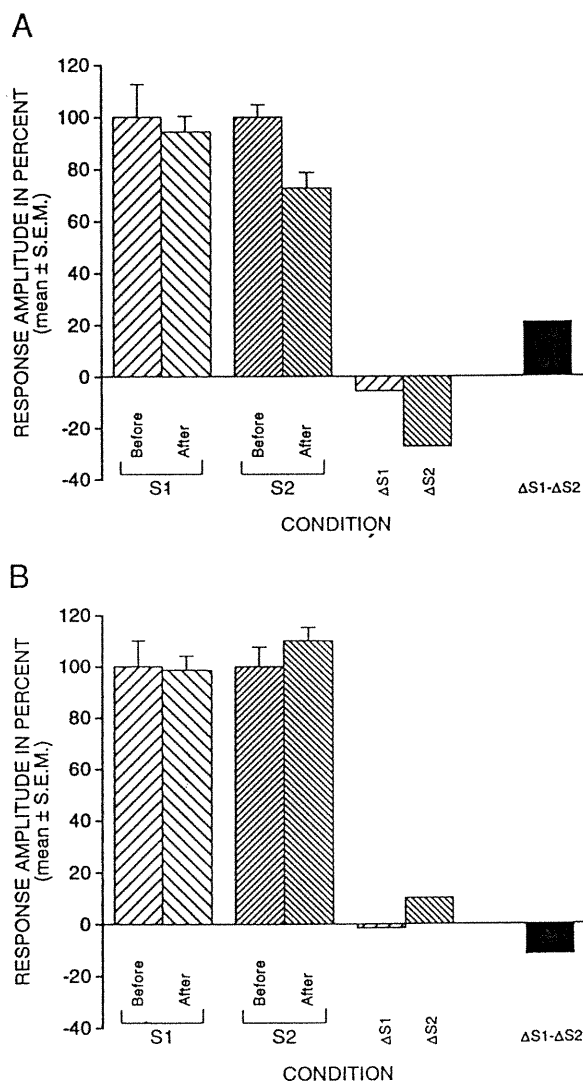 A
RESPONSE AMPLITUDE IN PERCENT
(mean ± S.E.M.)
120
100
80
60
40
20
0
-20
-40
Before
After
Before
After
S1
S2
ΔS1
ΔS2
ΔS1-ΔS2
CONDITION
B
RESPONSE AMPLITUDE IN PERCENT
(mean ± S.E.M.)
120
100
80
60
40
20
0
-20
-40
Before
After
Before
After
S1
S2
ΔS1
ΔS2
ΔS1-ΔS2
CONDITION